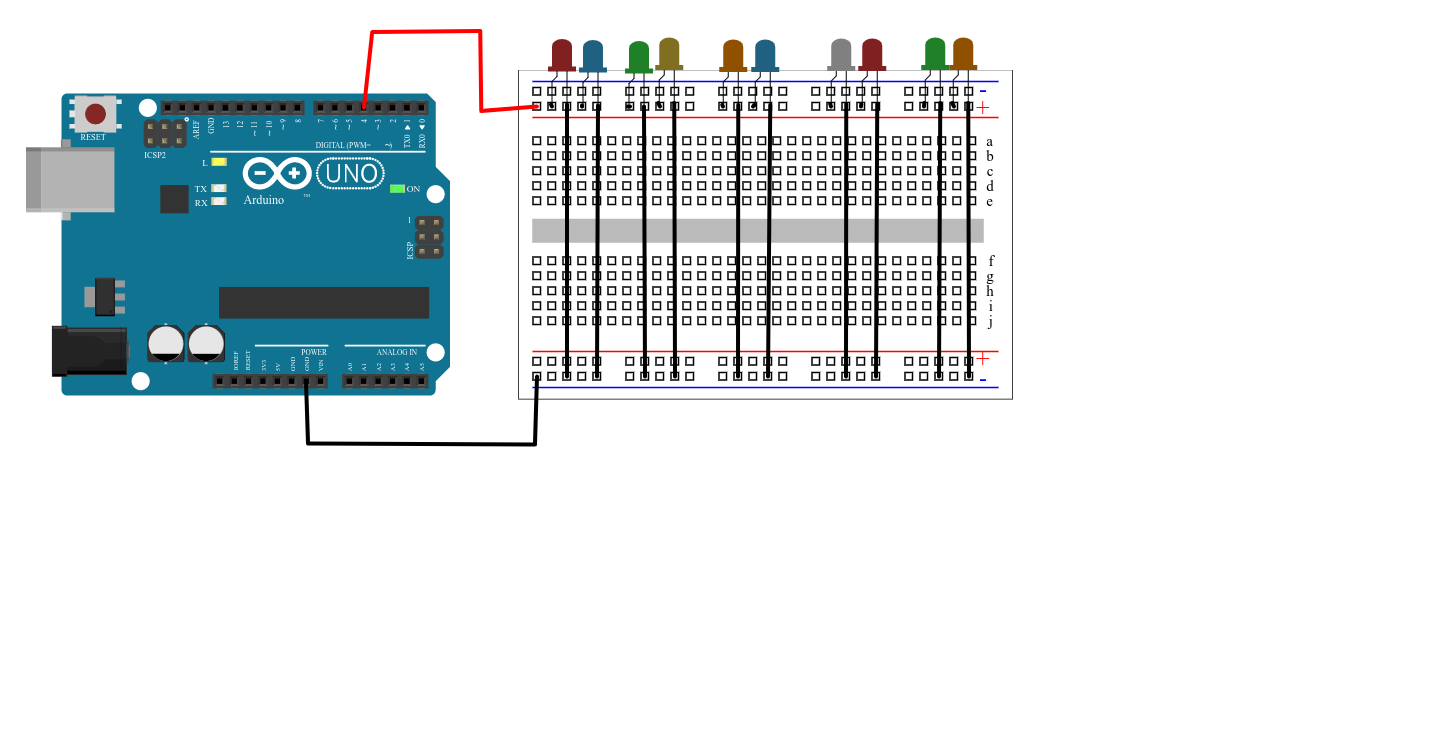 RESET
ICSP2
AREF
GND
13
12
~ 11
~ 10
~ 9
8
7
~ 6
~ 5
4
~ 3
2
TX0 ▶ 1
RX0 ◀ 0
DIGITAL (PWM= ~)
L
TX
RX
Arduino
™
UNO
ON
1
ICSP
POWER
ANALOG IN
IOREF
RESET
3V3
5V
GND
GND
VIN
A0
A1
A2
A3
A4
A5
-
+
a
b
c
d
e
f
g
h
i
j
+
-